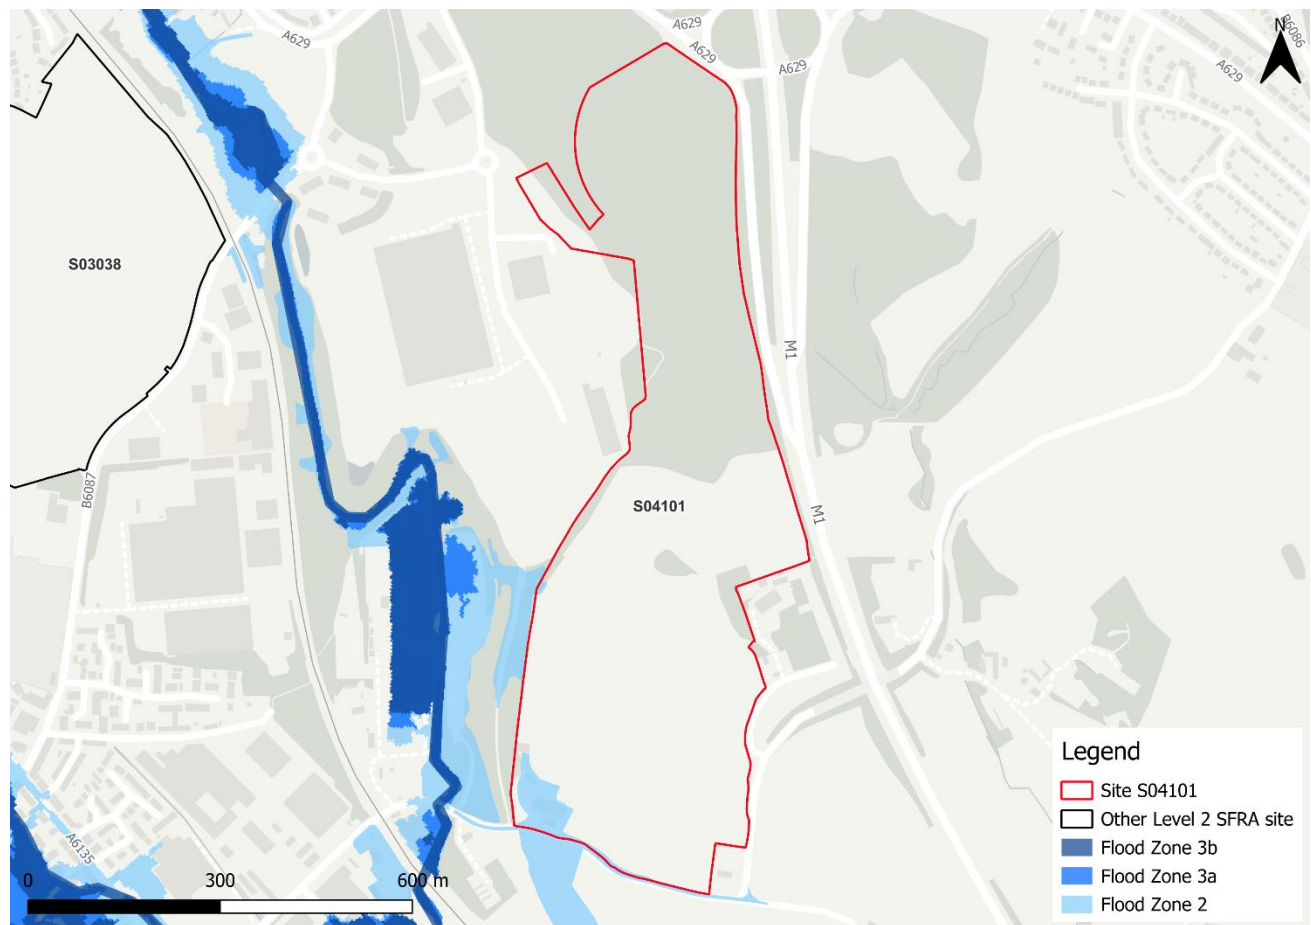 A629
A629
A629
A629
B6086
A629
N
S03038
M1
B6087
S04101
M1
A6135
0 300 600 m
Legend
Site S04101
Other Level 2 SFRA site
Flood Zone 3b
Flood Zone 3a
Flood Zone 2